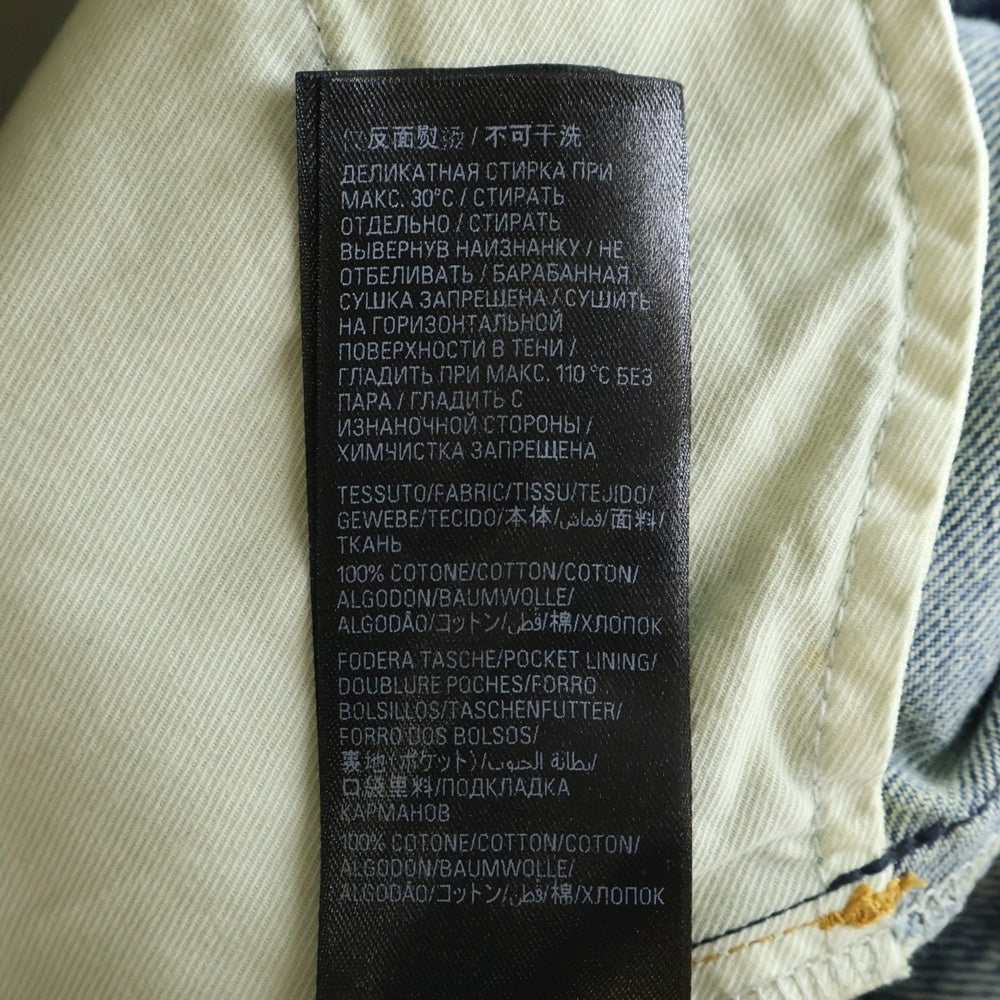 仅反面熨烫 / 不可干洗
ДЕЛИКАТНАЯ СТИРКА ПРИ
МАКС. 30°C / СТИРАТЬ
ОТДЕЛЬНО / СТИРАТЬ
ВЫВЕРНУВ НАИЗНАНКУ / НЕ
ОТБЕЛИВАТЬ / БАРАБАННАЯ
СУШКА ЗАПРЕЩЕНА / СУШИТЬ
НА ГОРИЗОНТАЛЬНОЙ
ПОВЕРХНОСТИ В ТЕНИ /
ГЛАДИТЬ ПРИ МАКС. 110 °C БЕЗ
ПАРА / ГЛАДИТЬ С
ИЗНАНОЧНОЙ СТОРОНЫ /
ХИМЧИСТКА ЗАПРЕЩЕНА
TESSUTO/FABRIC/TISSU/TEJIDO/
GEWEBE/TECIDO/本体/قماش/面料/
ТКАНЬ
100% COTONE/COTTON/COTON/
ALGODON/BAUMWOLLE/
ALGODÃO/コットン/قطن/棉/ХЛОПОК
FODERA TASCHE/POCKET LINING/
DOUBLURE POCHES/FORRO
BOLSILLOS/TASCHENFUTTER/
FORRO DOS BOLSOS/
裏地(ポケット)/بطانة الجيوب/
口袋里料/ПОДКЛАДКА
КАРМАНОВ
100% COTONE/COTTON/COTON/
ALGODON/BAUMWOLLE/
ALGODÃO/コットン/قطن/棉/ХЛОПОК